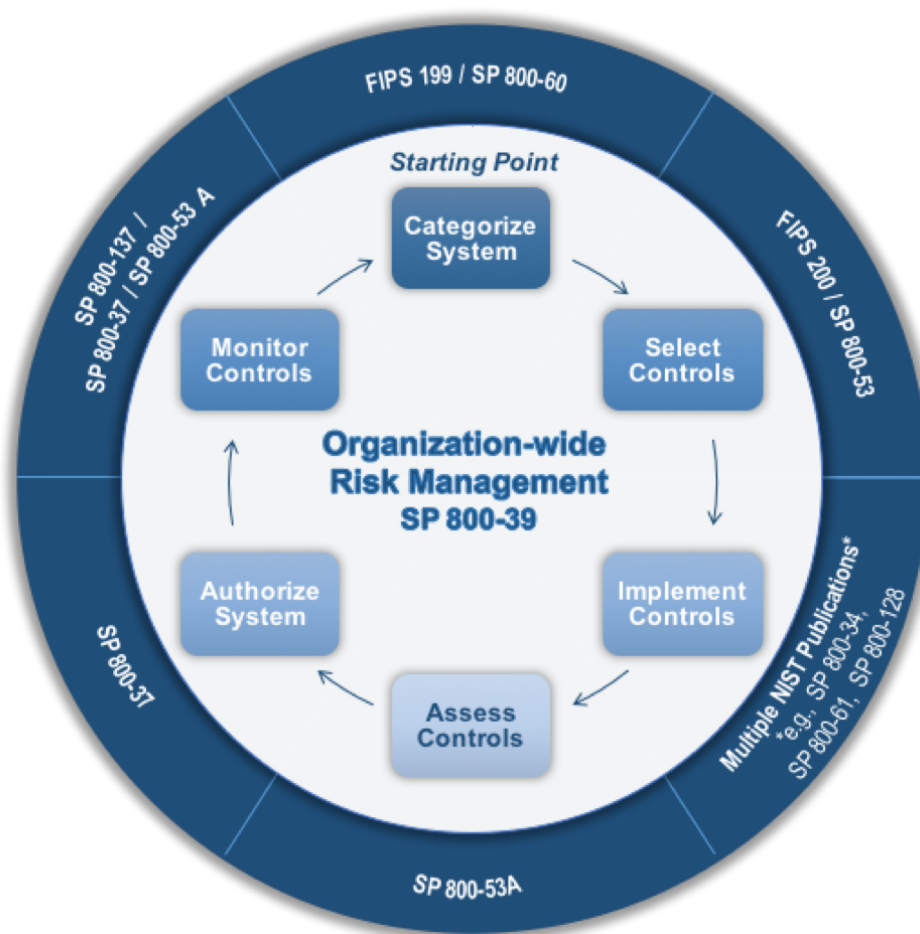 FIPS 199 / SP 800-60
Starting Point
Categorize
System
FIPS 200 / SP 800-53
Select
Controls
Multiple NIST Publications*
*e.g., SP 800-34,
SP 800-61, SP 800-128
Implement
Controls
SP 800-53A
Assess
Controls
SP 800-37
Authorize
System
SP 800-137 /
SP 800-37 / SP 800-53 A
Monitor
Controls
Organization-wide
Risk Management
SP 800-39